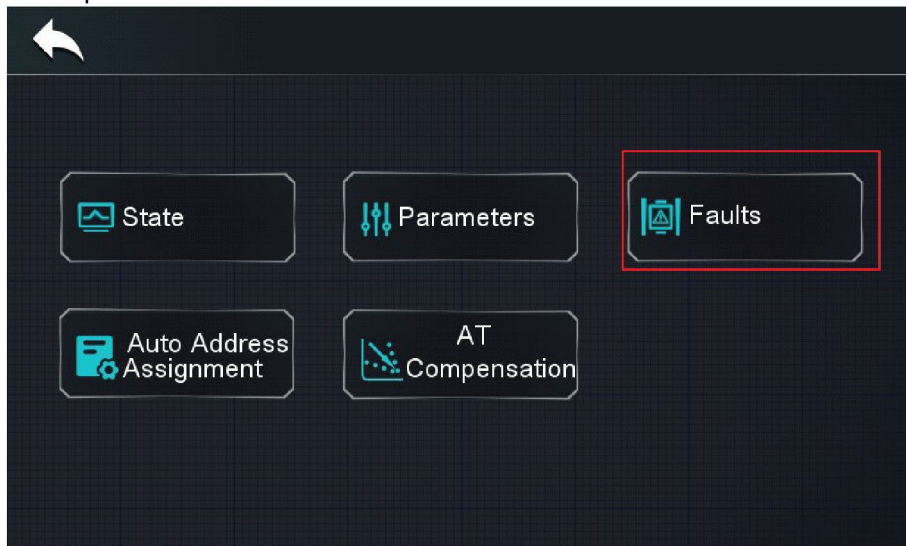 State
Parameters
Faults
Auto Address
Assignment
AT
Compensation